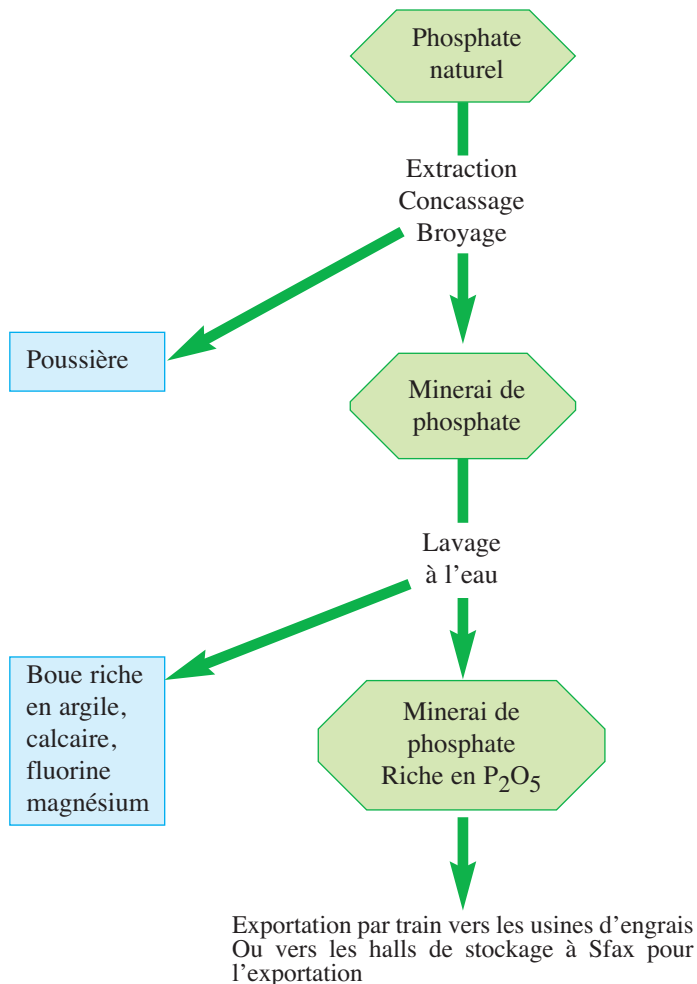 Phosphate
naturel
Extraction
Concassage
Broyage
Poussière
Minerai de
phosphate
Lavage
à l'eau
Boue riche
en argile,
calcaire,
fluorine
magnésium
Minerai de
phosphate
Riche en P₂O₅
Exportation par train vers les usines d'engrais
Ou vers les halls de stockage à Sfax pour
l'exportation